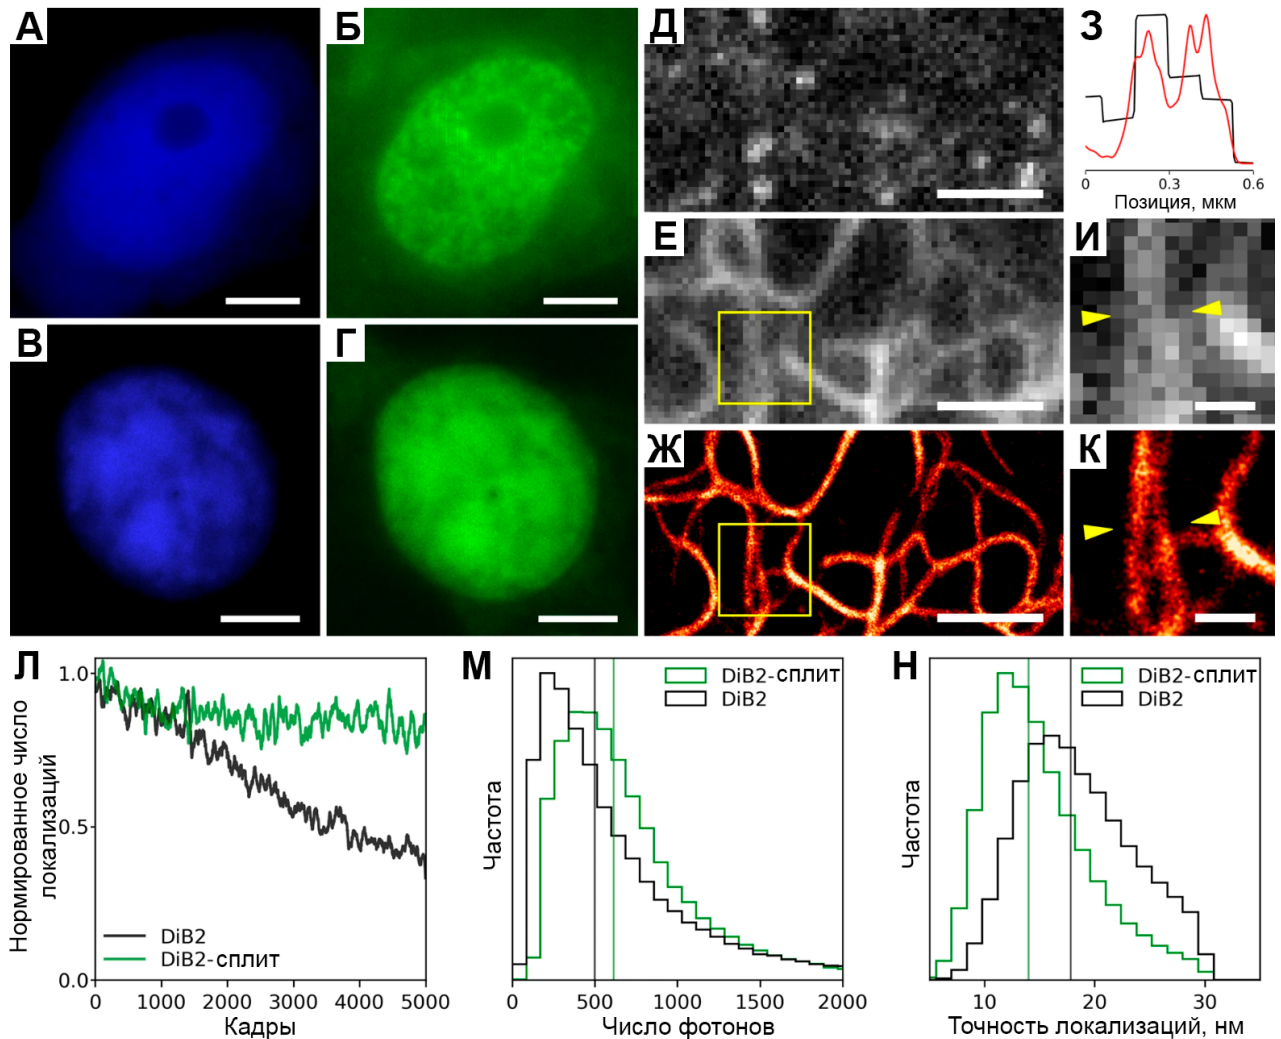 А
Б
Д
З
0
0.3
0.6
Позиция, мкм
Е
И
В
Г
Ж
К
Л
1.0
0.5
0.0
Нормированное число
локализаций
DiB2
DiB2-сплит
0
1000
2000
3000
4000
5000
Кадры
М
Частота
DiB2-сплит
DiB2
0
500
1000
1500
2000
Число фотонов
Н
Частота
DiB2-сплит
DiB2
10
20
30
Точность локализаций, нм